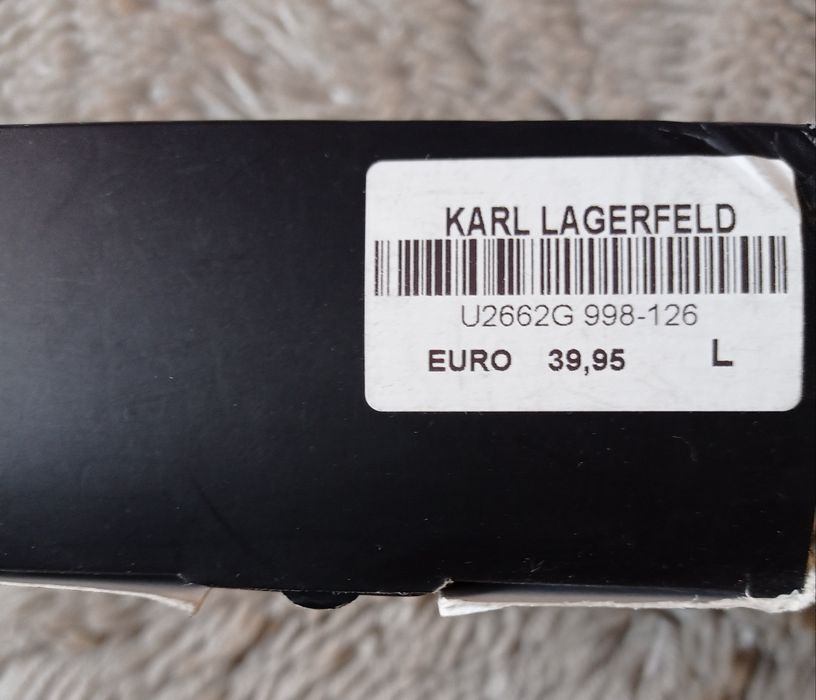 KARL LAGERFELD
U2662G 998-126
EURO 39,95 L